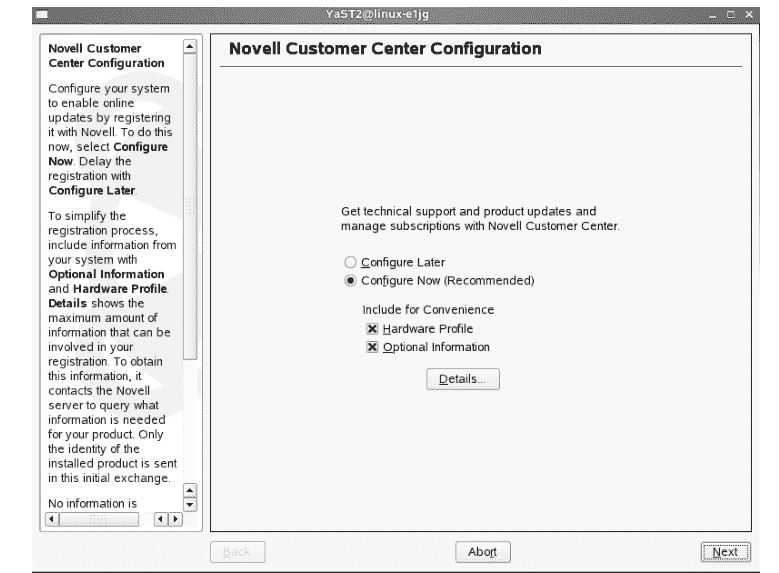 YaST2@linux-e1jg
Novell Customer
Center Configuration
Configure your system
to enable online
updates by registering
it with Novell. To do this
now, select Configure
Now. Delay the
registration with
Configure Later.
To simplify the
registration process,
include information from
your system with
Optional Information
and Hardware Profile.
Details shows the
maximum amount of
information that can be
involved in your
registration. To obtain
this information, it
contacts the Novell
server to query what
information is needed
for your product. Only
the identity of the
installed product is sent
in this initial exchange.
No information is
Novell Customer Center Configuration
Get technical support and product updates and
manage subscriptions with Novell Customer Center.
Configure Later
Configure Now (Recommended)
Include for Convenience
Hardware Profile
Optional Information
Details...
Back
Abort
Next